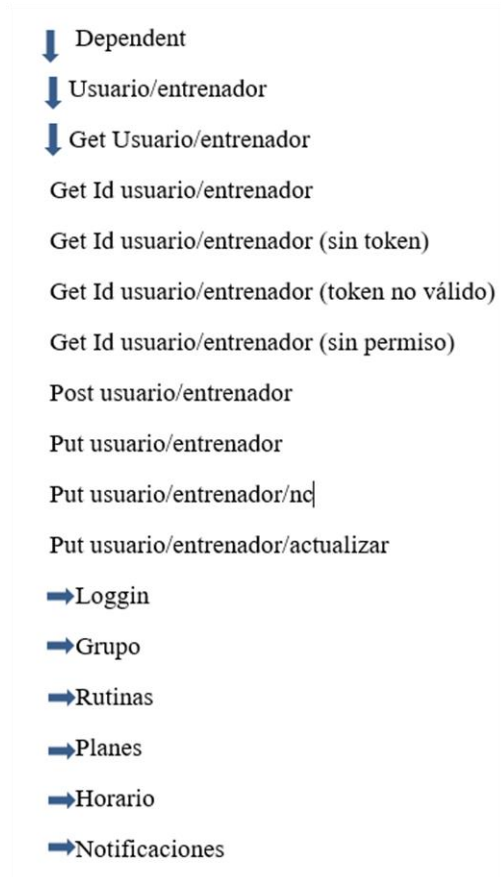 Dependent
Usuario/entrenador
Get Usuario/entrenador
Get Id usuario/entrenador
Get Id usuario/entrenador (sin token)
Get Id usuario/entrenador (token no válido)
Get Id usuario/entrenador (sin permiso)
Post usuario/entrenador
Put usuario/entrenador
Put usuario/entrenador/nc
Put usuario/entrenador/actualizar
Loggin
Grupo
Rutinas
Planes
Horario
Notificaciones